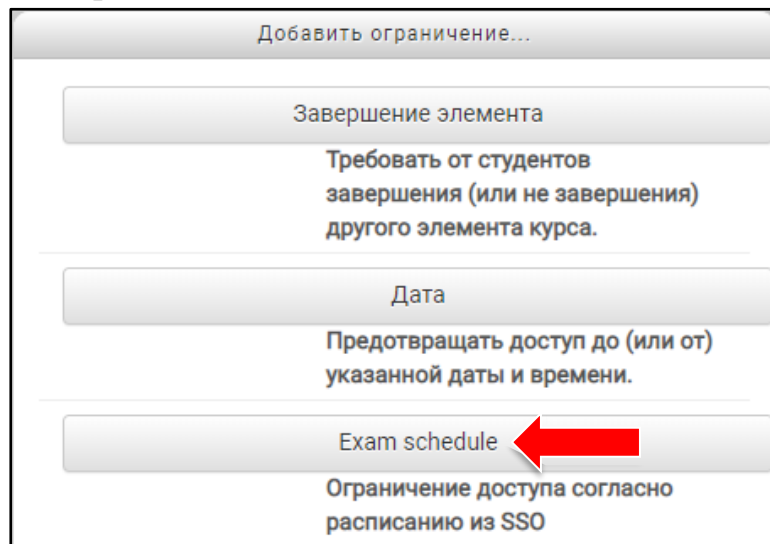 Добавить ограничение...
Завершение элемента
Требовать от студентов
завершения (или не завершения)
другого элемента курса.
Дата
Предотвращать доступ до (или от)
указанной даты и времени.
Exam schedule
Ограничение доступа согласно
расписанию из SSO